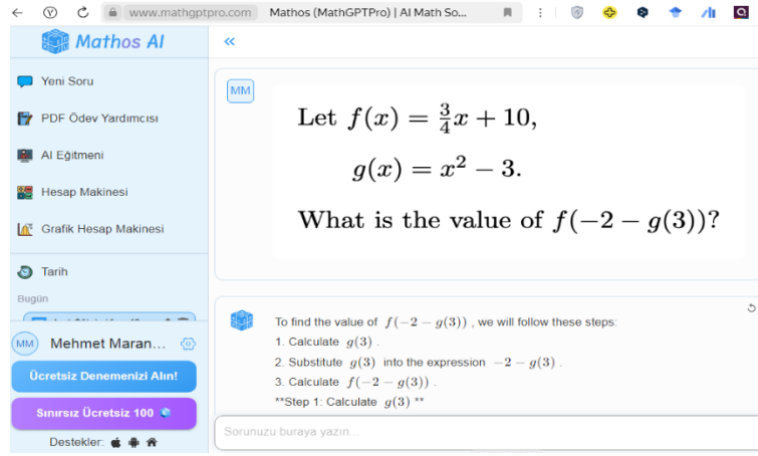 www.mathgptpro.com Mathos (MathGPTPro) | AI Math So...
Mathos AI
Yeni Soru
PDF Ödev Yardımcısı
AI Eğitmeni
Hesap Makinesi
Grafik Hesap Makinesi
Tarih
Bugün
MM Mehmet Maran...
Ücretsiz Denemenizi Alın!
Sınırsız Ücretsiz 100
Destekler:
MM
Let f(x) = \frac{3}{4}x + 10,
g(x) = x² − 3.
What is the value of f(−2 − g(3))?
To find the value of f(−2 − g(3)) , we will follow these steps:
1. Calculate g(3) .
2. Substitute g(3) into the expression −2 − g(3) .
3. Calculate f(−2 − g(3)) .
**Step 1: Calculate g(3) **
Sorunuzu buraya yazın...